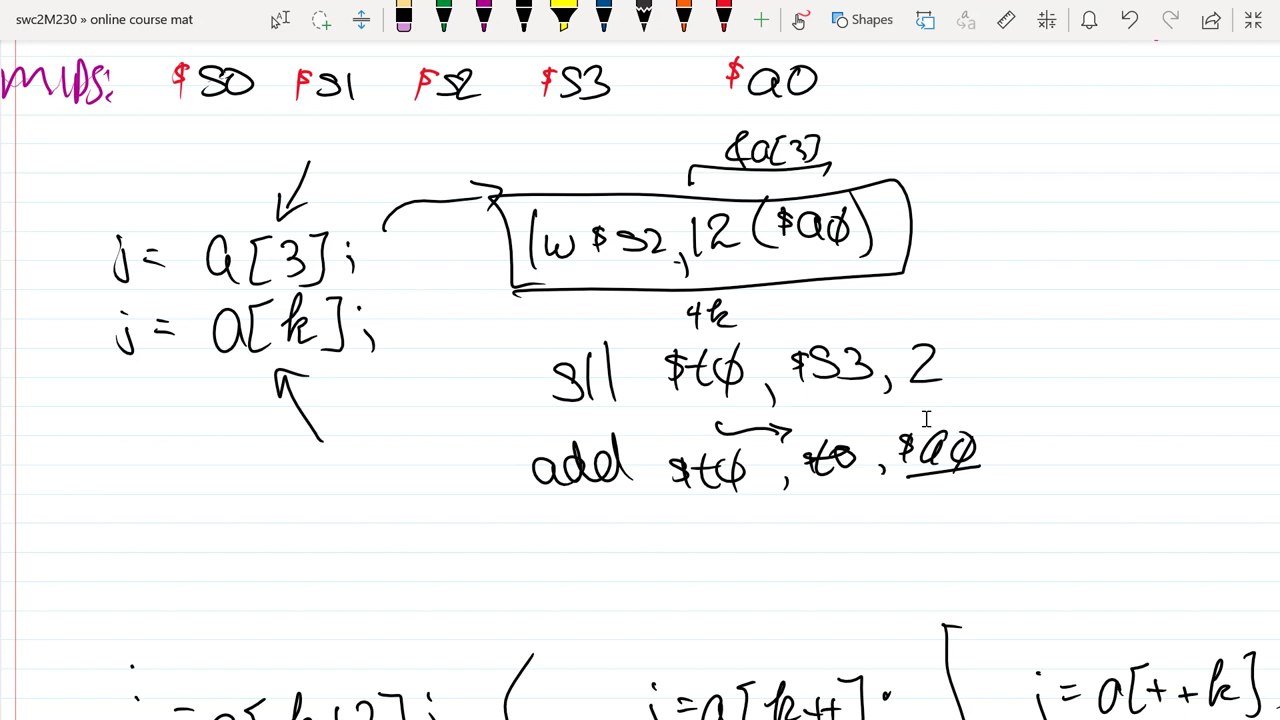 swc2M230 » online course mat
Shapes
MIPS: $S0 $S1 $S2 $S3 $a0
&a[3]
j = a[3];
lw $S2, 12($a0)
j = a[k];
4k
sll $t0, $S3, 2
add $t0, $t0, $a0
j = a[k++]
j = a[++k]